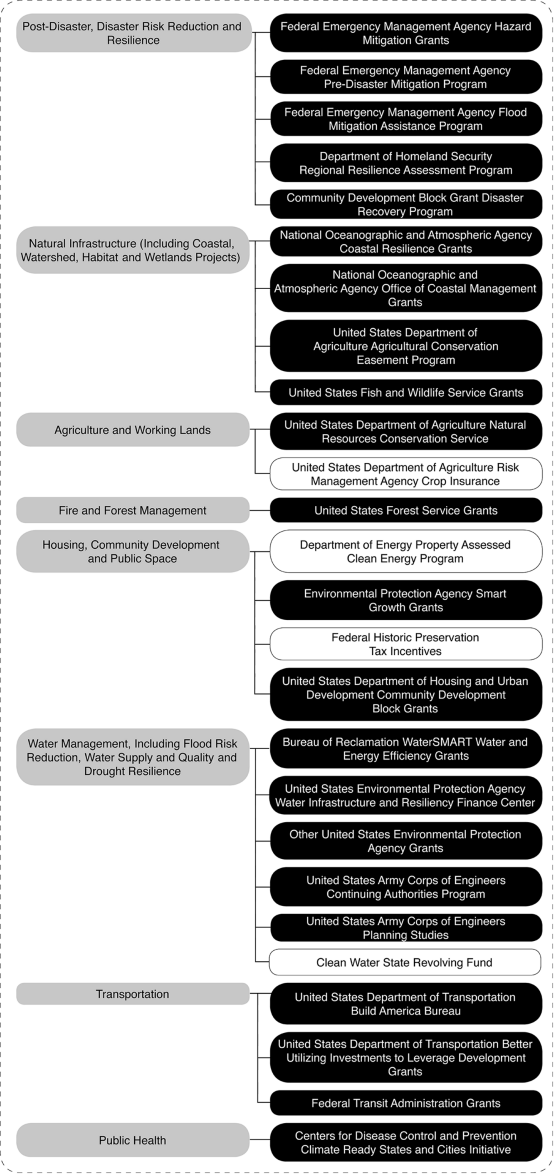 Post-Disaster, Disaster Risk Reduction and
Resilience
Federal Emergency Management Agency Hazard
Mitigation Grants
Federal Emergency Management Agency
Pre-Disaster Mitigation Program
Federal Emergency Management Agency Flood
Mitigation Assistance Program
Department of Homeland Security
Regional Resilience Assessment Program
Community Development Block Grant Disaster
Recovery Program
Natural Infrastructure (Including Coastal,
Watershed, Habitat and Wetlands Projects)
National Oceanographic and Atmospheric Agency
Coastal Resilience Grants
National Oceanographic and
Atmospheric Agency Office of Coastal Management
Grants
United States Department of
Agriculture Agricultural Conservation
Easement Program
United States Fish and Wildlife Service Grants
Agriculture and Working Lands
United States Department of Agriculture Natural
Resources Conservation Service
United States Department of Agriculture Risk
Management Agency Crop Insurance
Fire and Forest Management
United States Forest Service Grants
Housing, Community Development
and Public Space
Department of Energy Property Assessed
Clean Energy Program
Environmental Protection Agency Smart
Growth Grants
Federal Historic Preservation
Tax Incentives
United States Department of Housing and Urban
Development Community Development
Block Grants
Water Management, Including Flood Risk
Reduction, Water Supply and Quality and
Drought Resilience
Bureau of Reclamation WaterSMART Water and
Energy Efficiency Grants
United States Environmental Protection Agency
Water Infrastructure and Resiliency Finance Center
Other United States Environmental Protection
Agency Grants
United States Army Corps of Engineers
Continuing Authorities Program
United States Army Corps of Engineers
Planning Studies
Clean Water State Revolving Fund
Transportation
United States Department of Transportation
Build America Bureau
United States Department of Transportation Better
Utilizing Investments to Leverage Development
Grants
Federal Transit Administration Grants
Public Health
Centers for Disease Control and Prevention
Climate Ready States and Cities Initiative